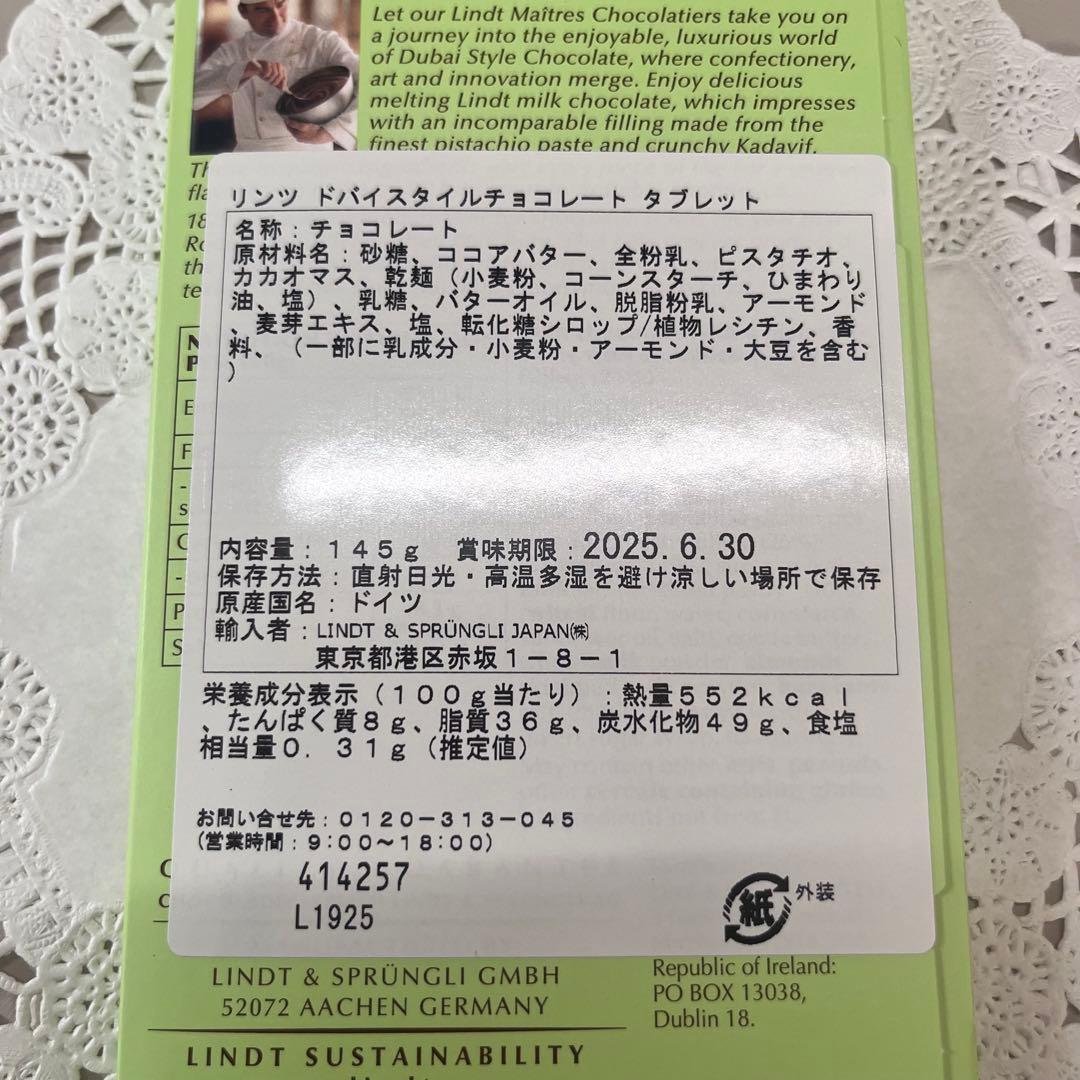 Let our Lindt Maîtres Chocolatiers take you on
a journey into the enjoyable, luxurious world
of Dubai Style Chocolate, where confectionery,
art and innovation merge. Enjoy delicious
melting Lindt milk chocolate, which impresses
with an incomparable filling made from the
finest pistachio paste and crunchy Kadayif.
リンツ ドバイスタイルチョコレート タブレット
名称：チョコレート
原材料名：砂糖、ココアバター、全粉乳、ピスタチオ、
カカオマス、乾麺（小麦粉、コーンスターチ、ひまわり
油、塩）、乳糖、バターオイル、脱脂粉乳、アーモンド
、麦芽エキス、塩、転化糖シロップ/植物レシチン、香
料、（一部に乳成分・小麦粉・アーモンド・大豆を含む
）
内容量：１４５ｇ 賞味期限：2025.6.30
保存方法：直射日光・高温多湿を避け涼しい場所で保存
原産国名：ドイツ
輸入者：LINDT & SPRÜNGLI JAPAN㈱
東京都港区赤坂１－８－１
栄養成分表示（１００ｇ当たり）：熱量５５２ｋｃａｌ
、たんぱく質８ｇ、脂質３６ｇ、炭水化物４９ｇ、食塩
相当量０．３１ｇ（推定値）
お問い合せ先：０１２０－３１３－０４５
（営業時間：９:００～１８:００）
414257
L1925
紙 外装
LINDT & SPRÜNGLI GMBH
52072 AACHEN GERMANY
Republic of Ireland:
PO BOX 13038,
Dublin 18.
LINDT SUSTAINABILITY